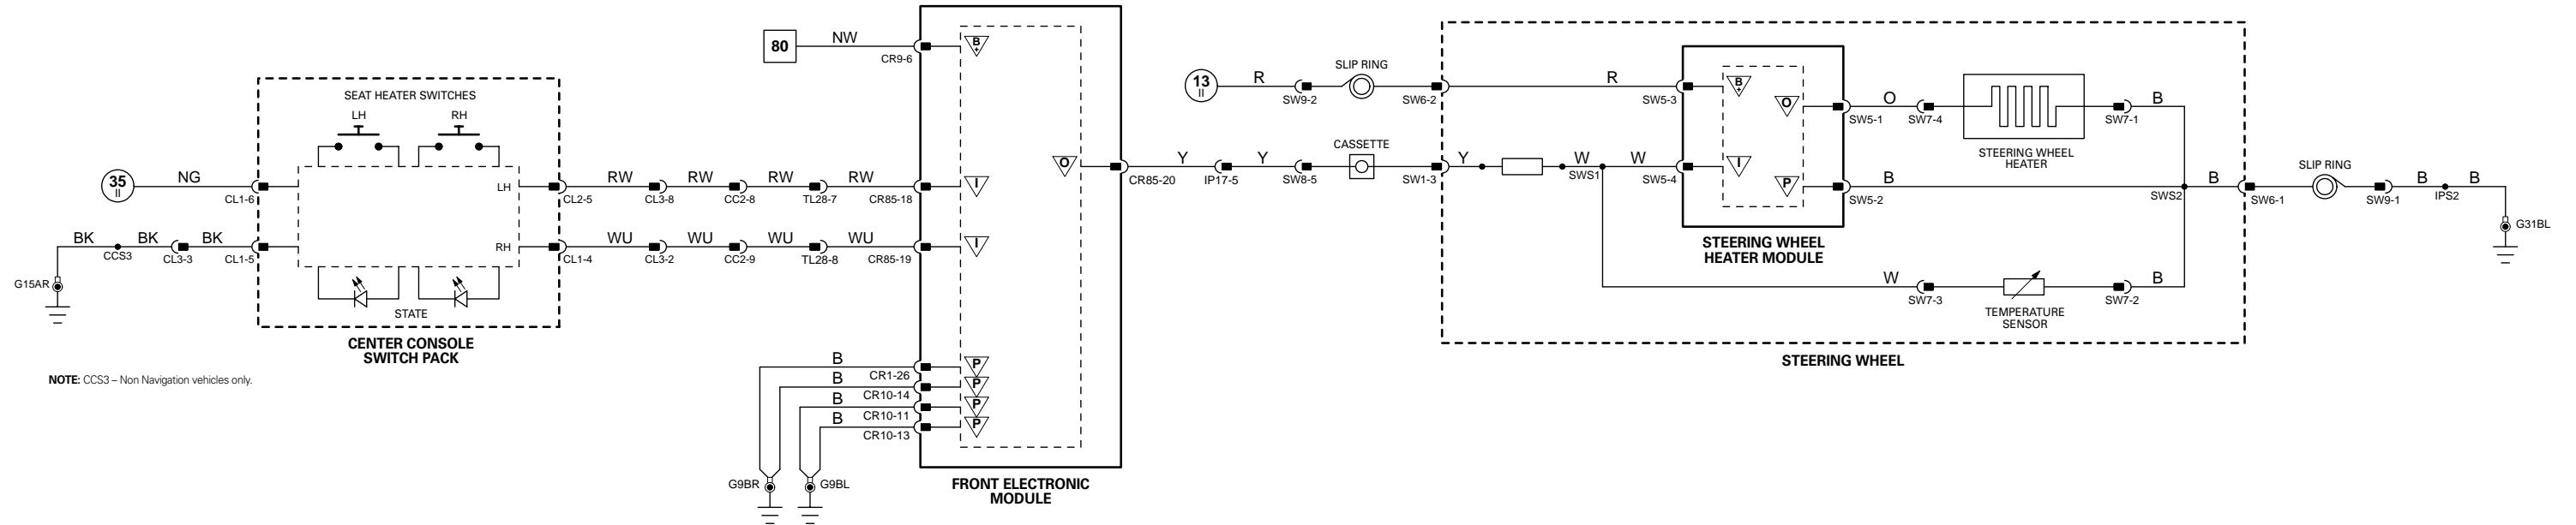 80
NW
CR9-6
B
+
SEAT HEATER SWITCHES
LH
RH
35
II
NG
CL1-6
LH
CL2-5
RW
CL3-8
RW
CC2-8
RW
TL28-7
RW
CR85-18
I
BK
CCS3
BK
CL3-3
BK
CL1-5
RH
CL1-4
WU
CL3-2
WU
CC2-9
WU
TL28-8
WU
CR85-19
I
G15AR
STATE
CENTER CONSOLE
SWITCH PACK
NOTE: CCS3 – Non Navigation vehicles only.
B
CR1-26
P
B
CR10-14
P
B
CR10-11
P
B
CR10-13
P
G9BR
G9BL
FRONT ELECTRONIC
MODULE
O
CR85-20
Y
IP17-5
Y
SW8-5
CASSETTE
SW1-3
Y
SWS1
W
W
SW5-4
I
13
II
R
SW9-2
SLIP RING
SW6-2
R
SW5-3
B
+
O
SW5-1
O
SW7-4
STEERING WHEEL
HEATER
SW7-1
B
P
SW5-2
B
SWS2
B
SW6-1
SLIP RING
SW9-1
B
IPS2
B
G31BL
STEERING WHEEL
HEATER MODULE
W
SW7-3
TEMPERATURE
SENSOR
SW7-2
B
STEERING WHEEL